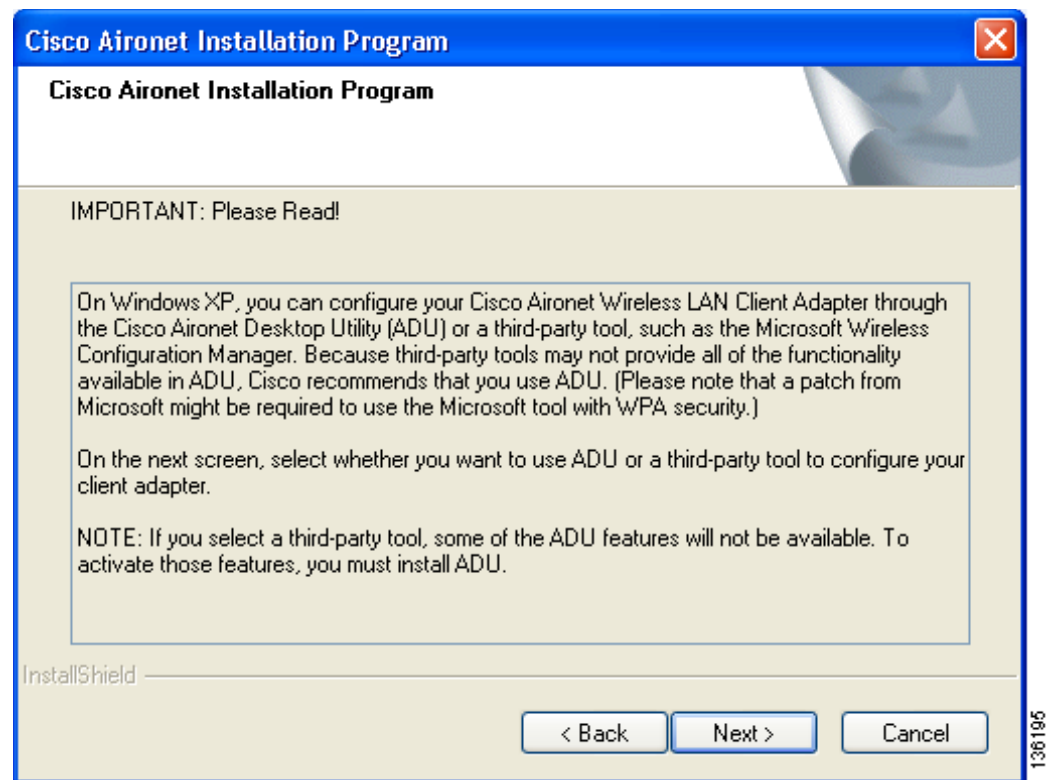 Cisco Aironet Installation Program
Cisco Aironet Installation Program
IMPORTANT: Please Read!
On Windows XP, you can configure your Cisco Aironet Wireless LAN Client Adapter through
the Cisco Aironet Desktop Utility (ADU) or a third-party tool, such as the Microsoft Wireless
Configuration Manager. Because third-party tools may not provide all of the functionality
available in ADU, Cisco recommends that you use ADU. (Please note that a patch from
Microsoft might be required to use the Microsoft tool with WPA security.)
On the next screen, select whether you want to use ADU or a third-party tool to configure your
client adapter.
NOTE: If you select a third-party tool, some of the ADU features will not be available. To
activate those features, you must install ADU.
InstallShield
< Back
Next >
Cancel
136195